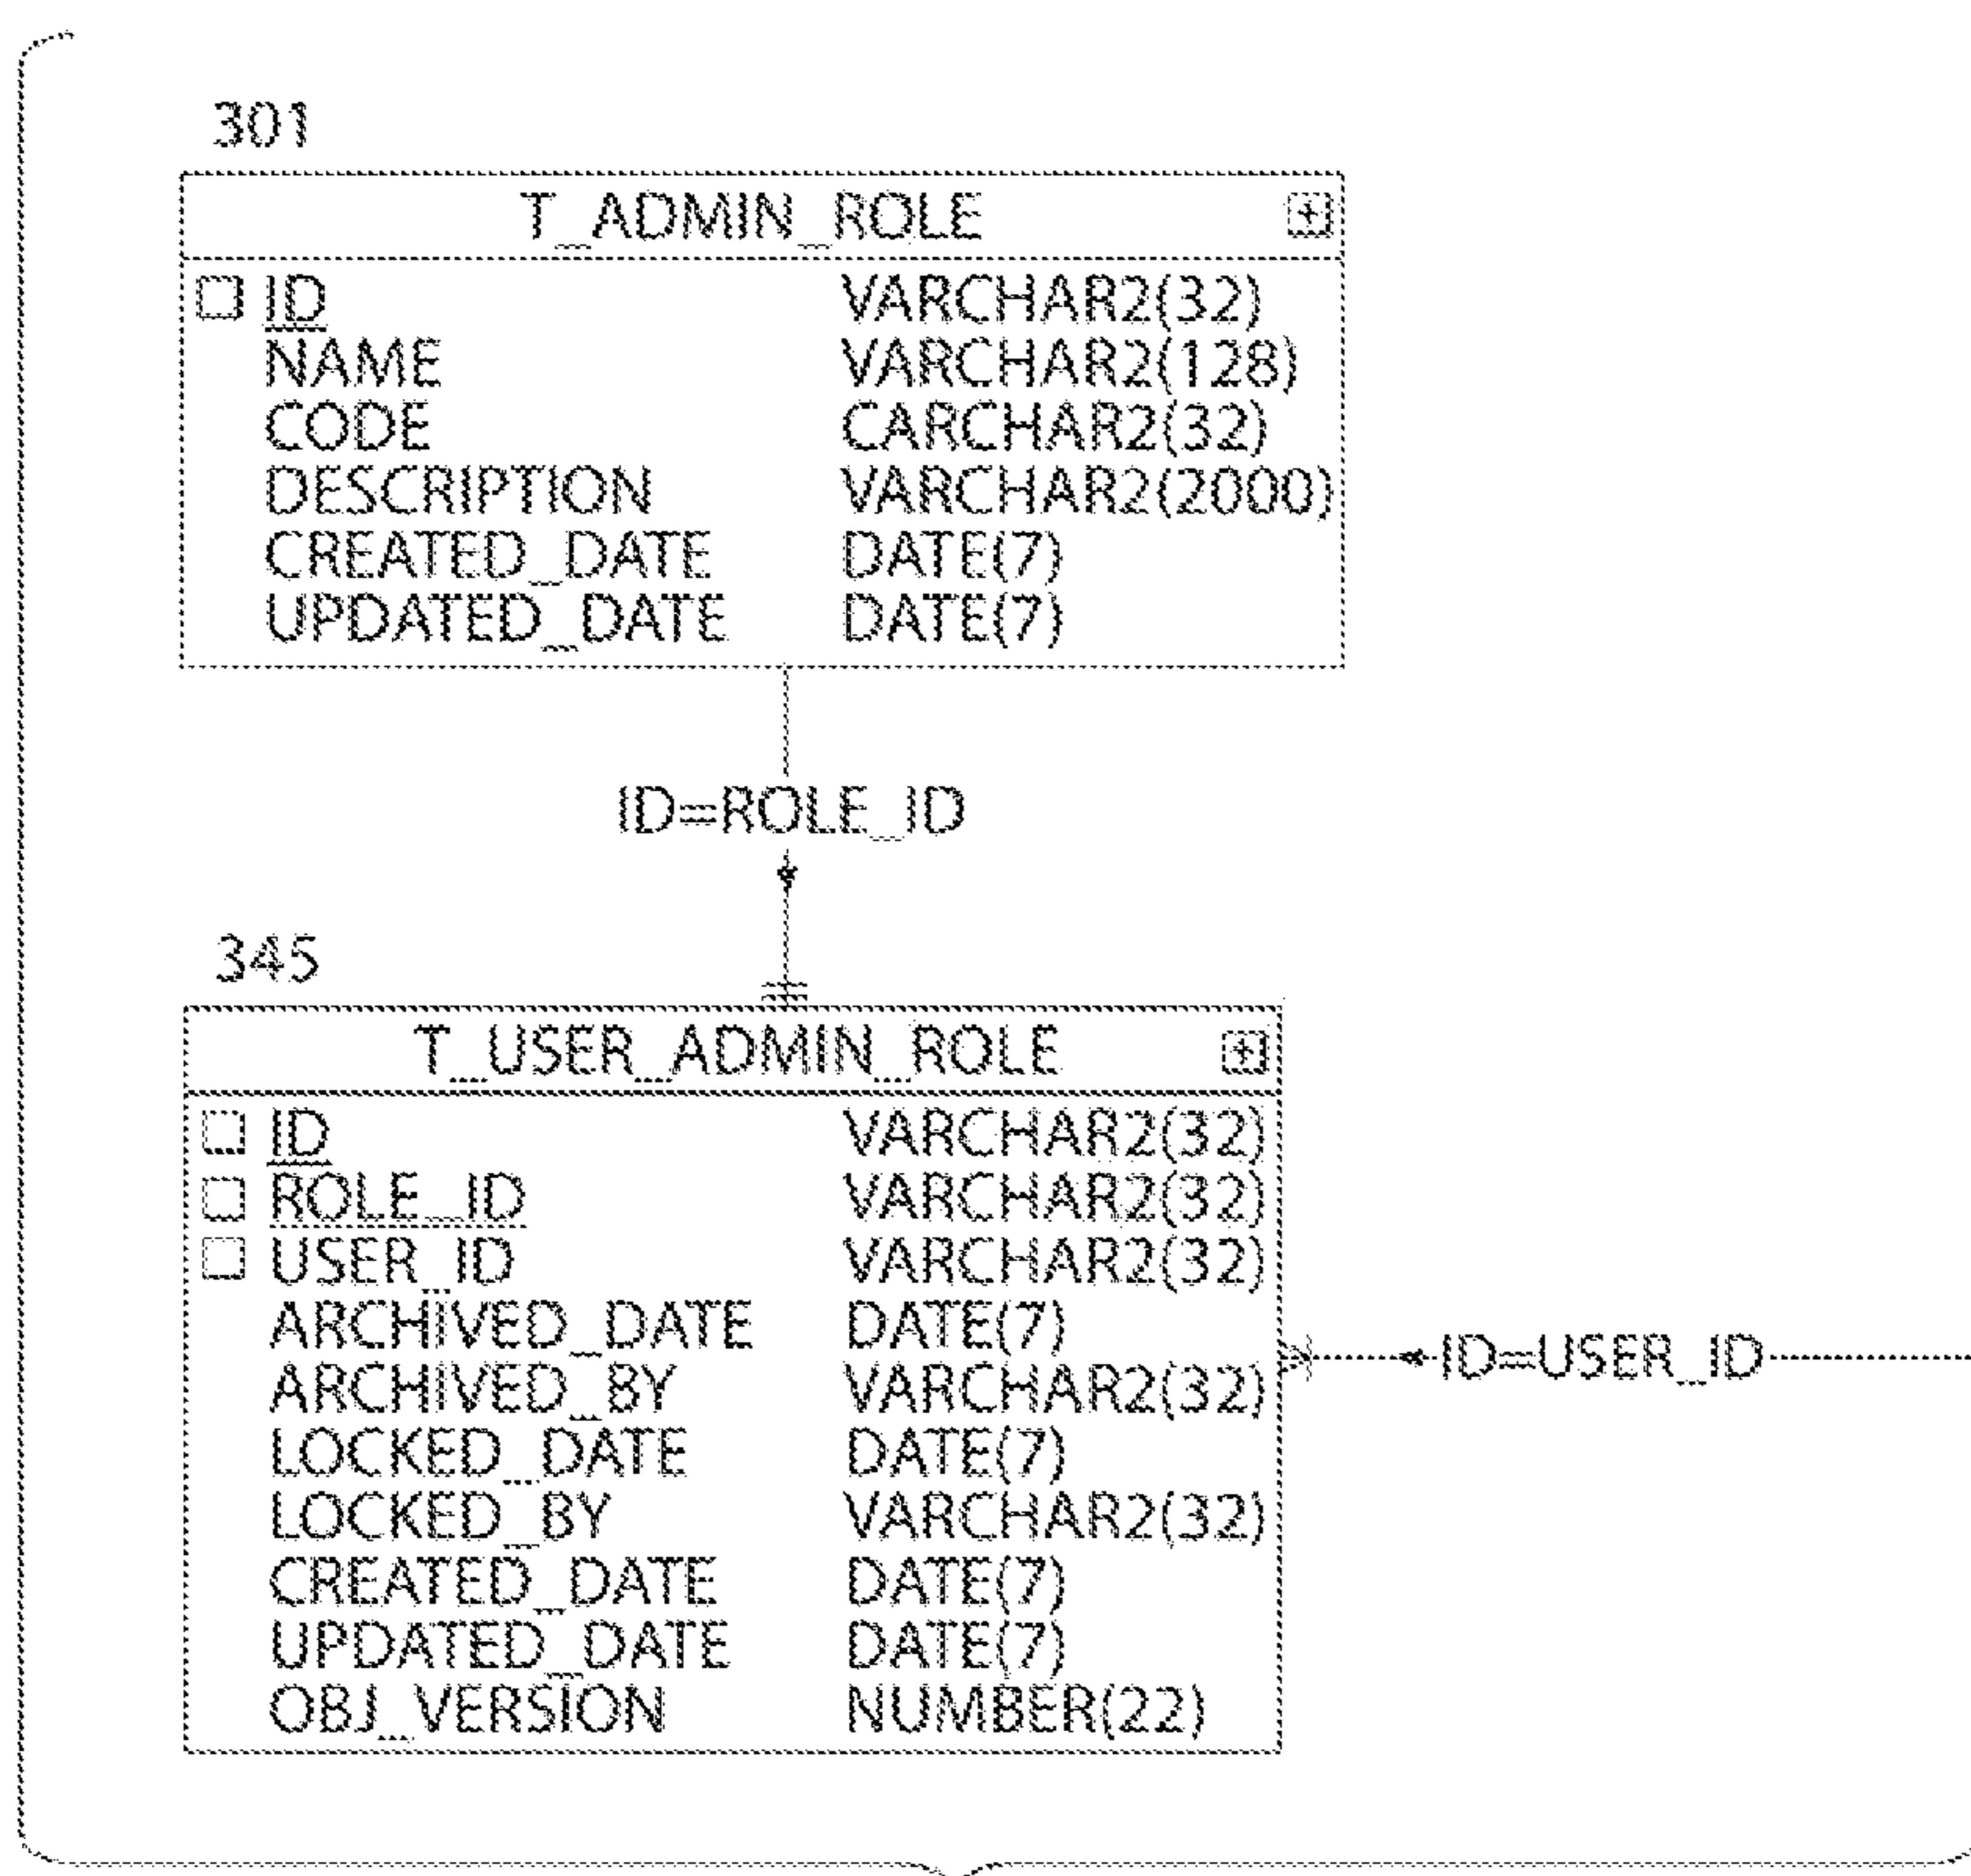 301
T_ADMIN_ROLE
ID VARCHAR2(32)
NAME VARCHAR2(128)
CODE CARCHAR2(32)
DESCRIPTION VARCHAR2(2000)
CREATED_DATE DATE(7)
UPDATED_DATE DATE(7)
ID=ROLE_ID
345
T_USER_ADMIN_ROLE
ID VARCHAR2(32)
ROLE_ID VARCHAR2(32)
USER_ID VARCHAR2(32)
ARCHIVED_DATE DATE(7)
ARCHIVED_BY VARCHAR2(32)
LOCKED_DATE DATE(7)
LOCKED_BY VARCHAR2(32)
CREATED_DATE DATE(7)
UPDATED_DATE DATE(7)
OBJ_VERSION NUMBER(22)
ID=USER_ID